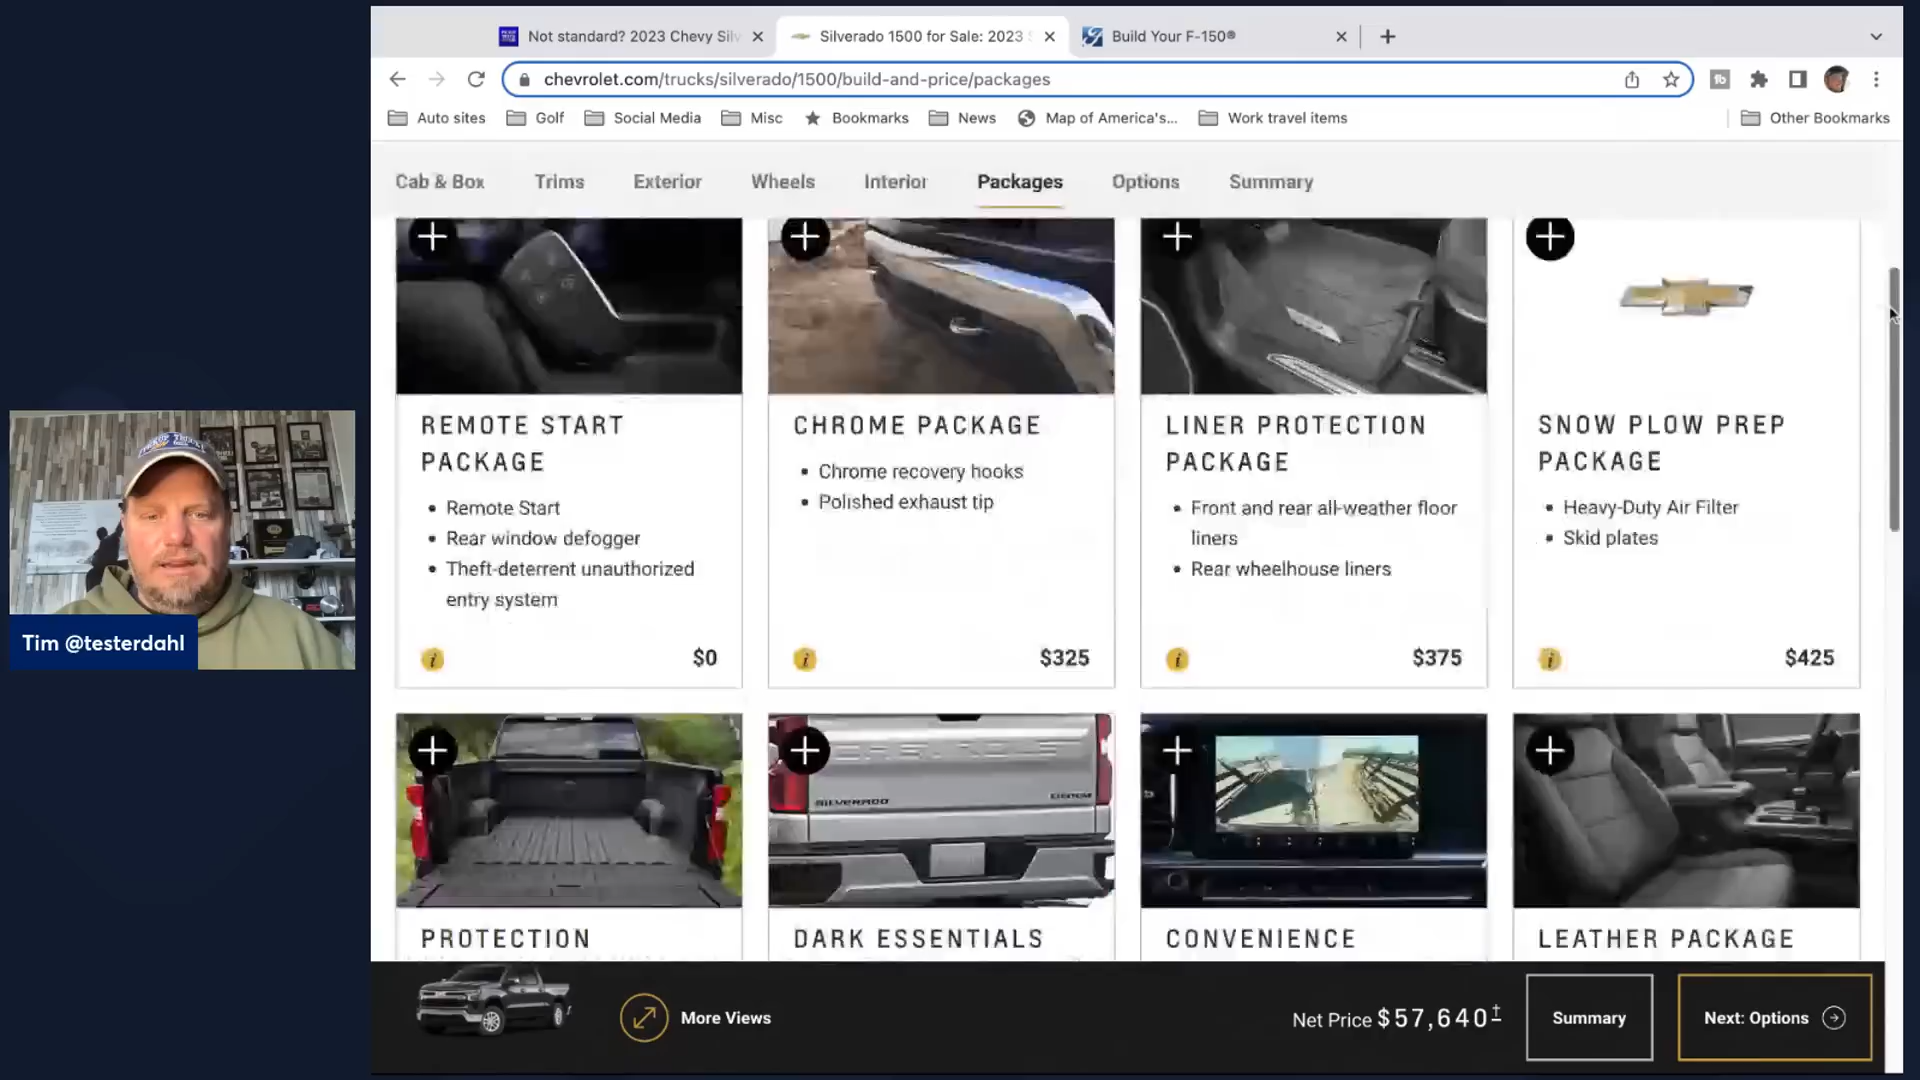 Not standard? 2023 Chevy Silv
Silverado 1500 for Sale: 2023 S
Build Your F-150®
chevrolet.com/trucks/silverado/1500/build-and-price/packages
Auto sites
Golf
Social Media
Misc
Bookmarks
News
Map of America's...
Work travel items
Other Bookmarks
Cab & Box
Trims
Exterior
Wheels
Interior
Packages
Options
Summary
REMOTE START
PACKAGE
• Remote Start
• Rear window defogger
• Theft-deterrent unauthorized
entry system
$0
CHROME PACKAGE
• Chrome recovery hooks
• Polished exhaust tip
$325
LINER PROTECTION
PACKAGE
• Front and rear all-weather floor
liners
• Rear wheelhouse liners
$375
SNOW PLOW PREP
PACKAGE
• Heavy-Duty Air Filter
• Skid plates
$425
CHEVROLET
SILVERADO
CUSTOM
PROTECTION
DARK ESSENTIALS
CONVENIENCE
LEATHER PACKAGE
Tim @testerdahl
More Views
Net Price $57,640‡
Summary
Next: Options